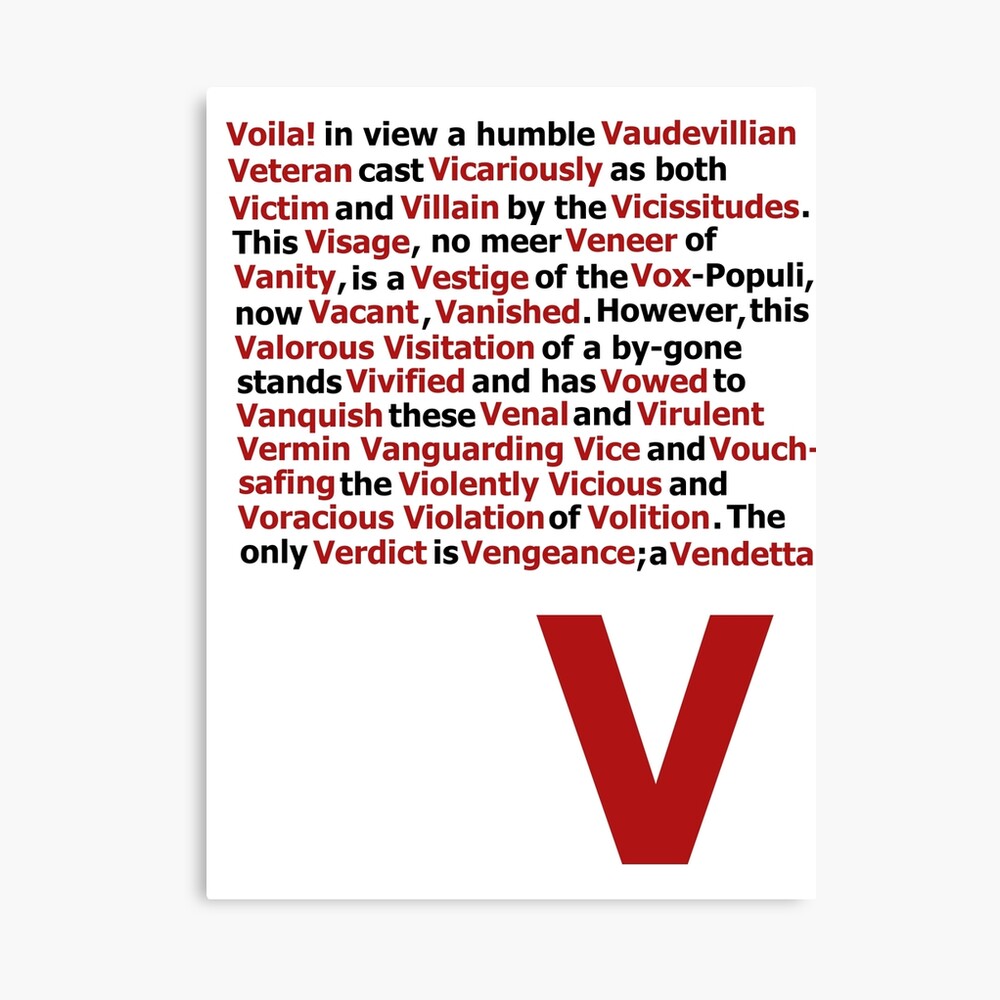 Voila! in view a humble Vaudevillian
Veteran cast Vicariously as both
Victim and Villain by the Vicissitudes.
This Visage, no meer Veneer of
Vanity, is a Vestige of the Vox-Populi,
now Vacant, Vanished. However, this
Valorous Visitation of a by-gone
stands Vivified and has Vowed to
Vanquish these Venal and Virulent
Vermin Vanguarding Vice and Vouch-
safing the Violently Vicious and
Voracious Violation of Volition. The
only Verdict is Vengeance; a Vendetta
V